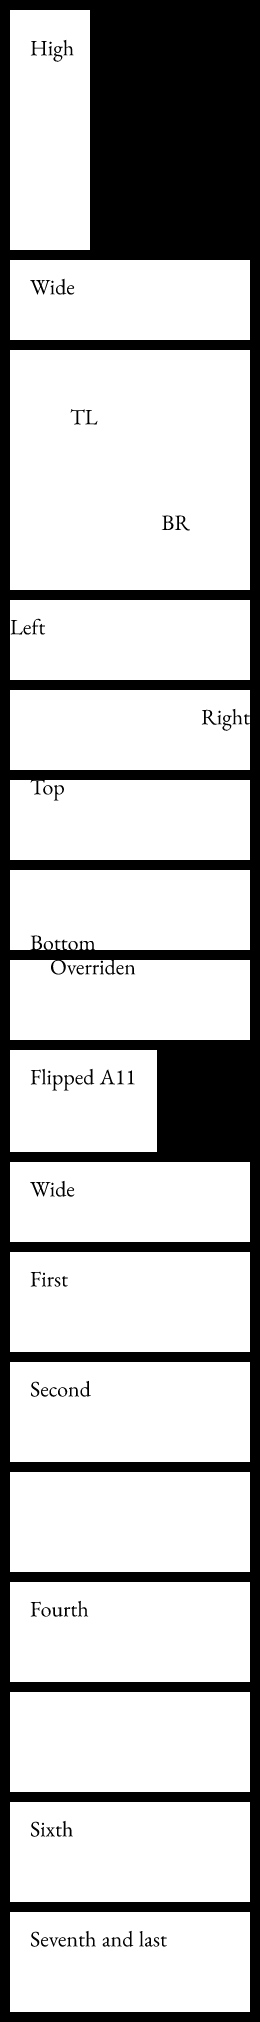 High
Wide
TL
BR
Left
Right
Top
Bottom
Overriden
Flipped A11
Wide
First
Second
Fourth
Sixth
Seventh and last